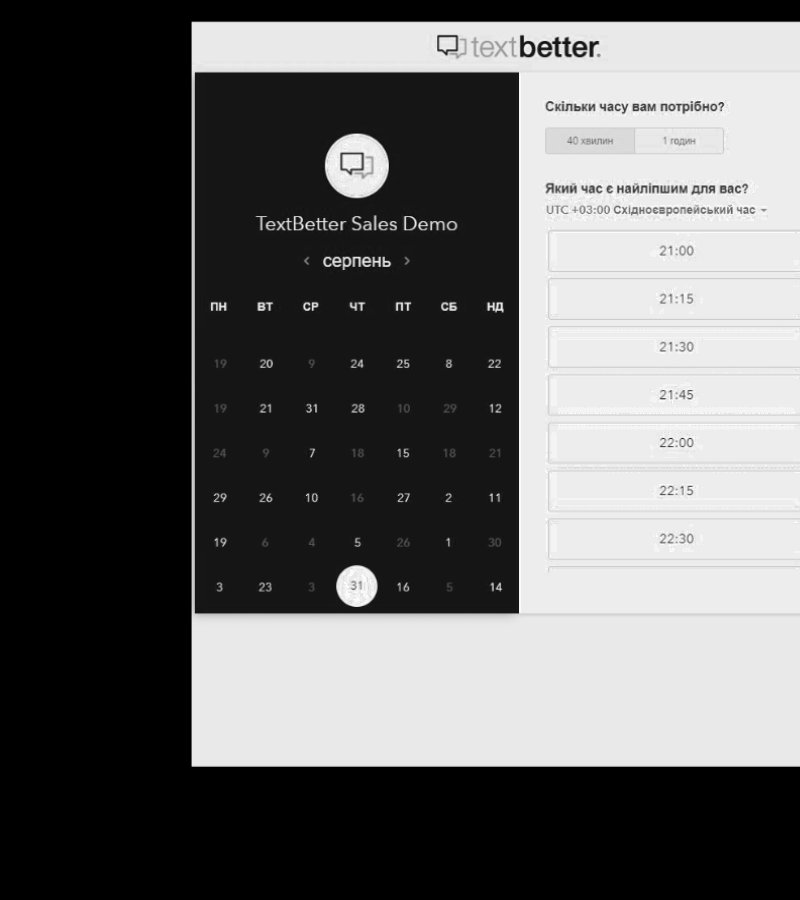 textbetter.
TextBetter Sales Demo
< серпень >
ПН ВТ СР ЧТ ПТ СБ НД
19 20 9 24 25 8 22
19 21 31 28 10 29 12
24 9 7 18 15 18 21
29 26 10 16 27 2 11
19 6 4 5 26 1 30
3 23 3 31 16 5 14
Скільки часу вам потрібно?
40 хвилин 1 годин
Який час є найліпшим для вас?
UTC +03:00 Східноєвропейський час
21:00
21:15
21:30
21:45
22:00
22:15
22:30